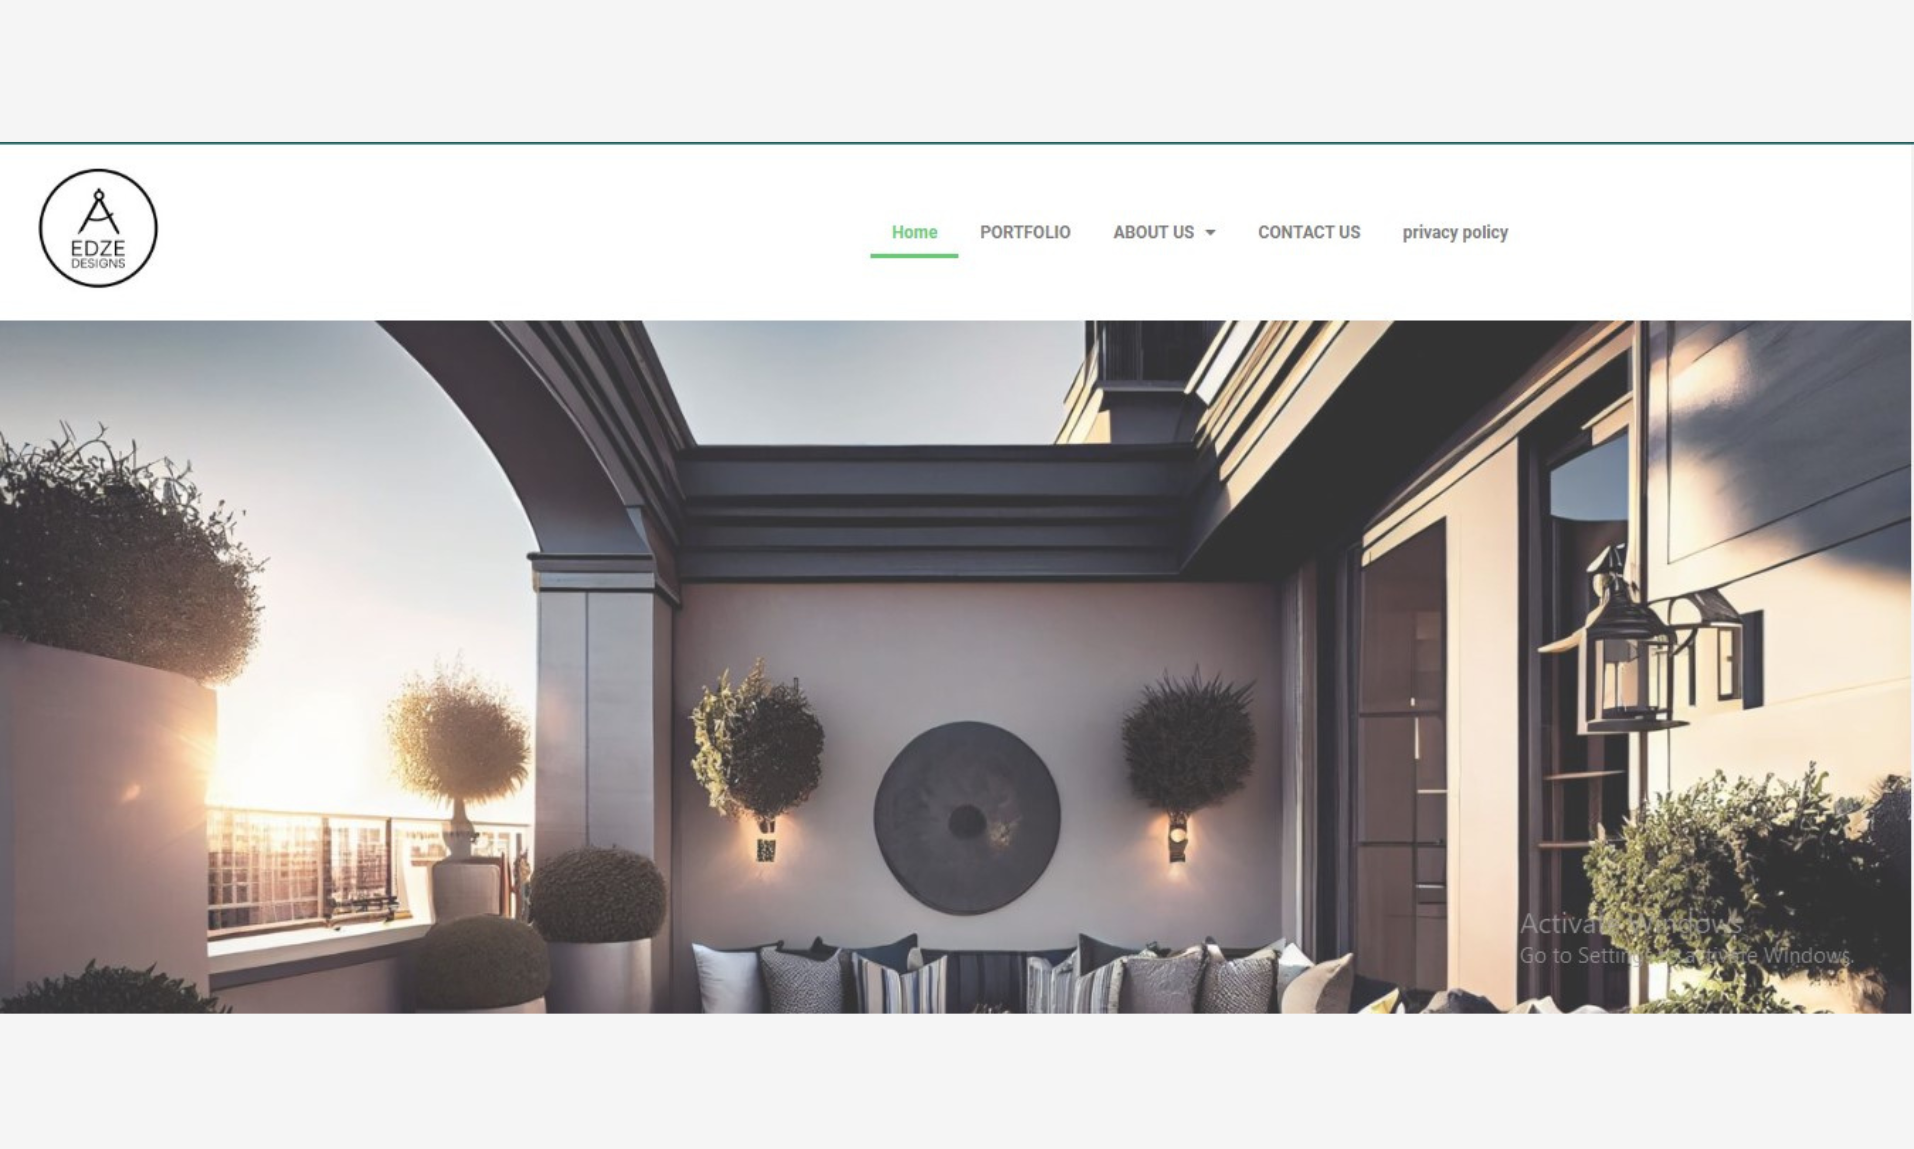 EDZE
DESIGNS
Home PORTFOLIO ABOUT US CONTACT US privacy policy
Activate Windows
Go to Settings to activate Windows.